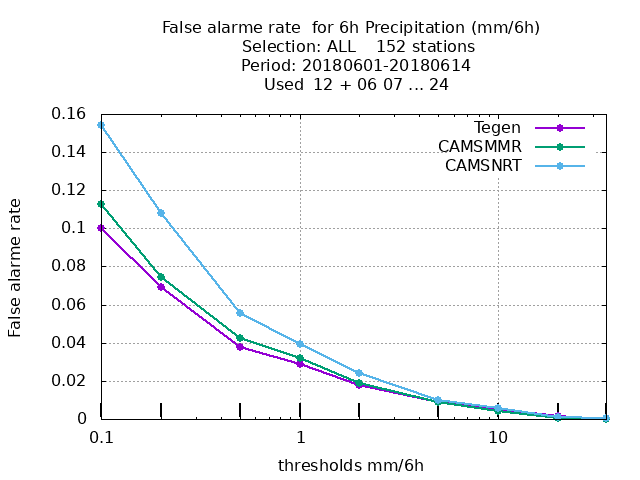 False alarme rate  for 6h Precipitation (mm/6h)
Selection: ALL    152 stations
Period: 20180601-20180614
Used  12 + 06 07 ... 24
0.16
0.14
0.12
0.1
0.08
0.06
0.04
0.02
0
False alarme rate
Tegen
CAMSMMR
CAMSNRT
0.1
1
10
thresholds mm/6h